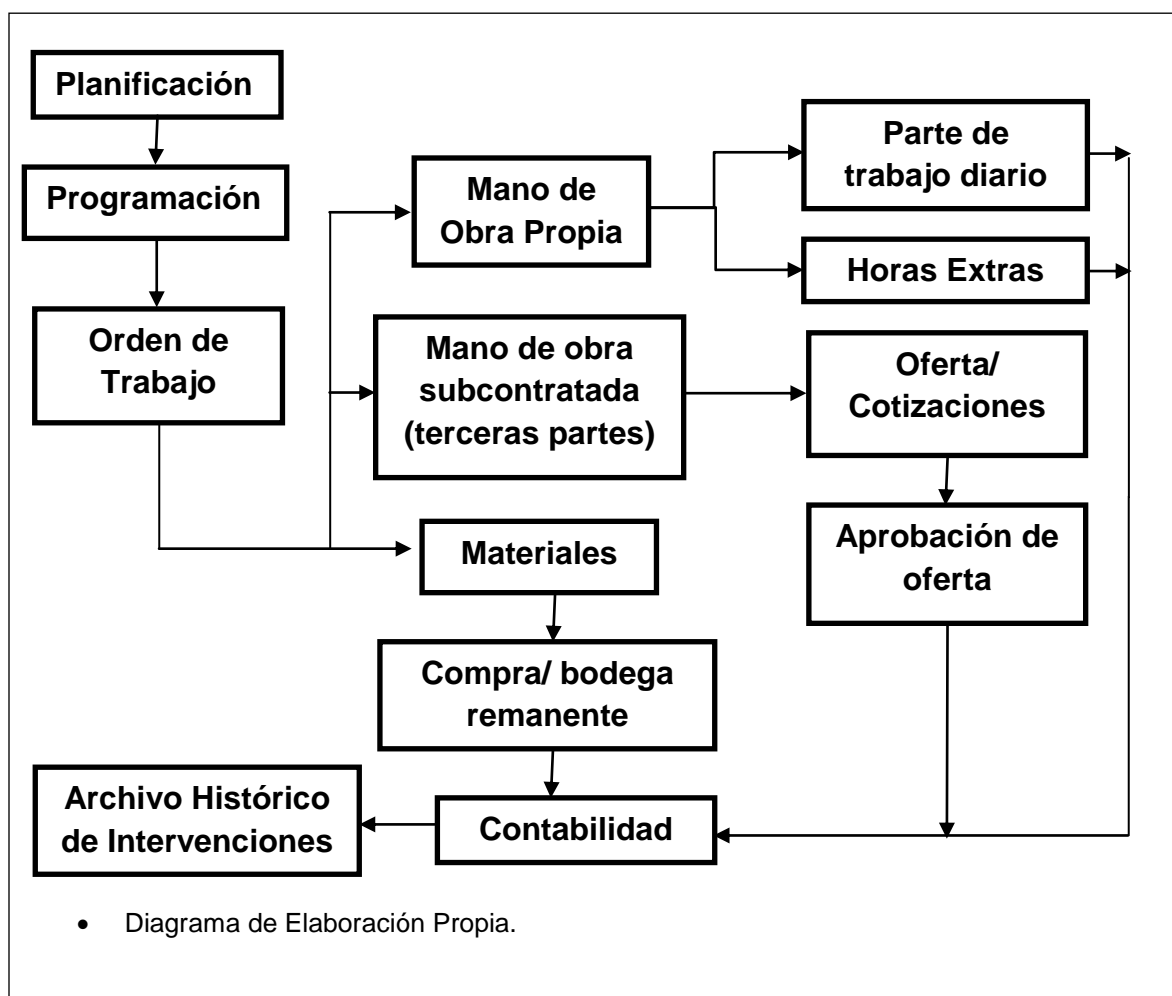 Planificación
Programación
Orden de
Trabajo
Mano de
Obra Propia
Parte de
trabajo diario
Horas Extras
Mano de obra
subcontratada
(terceras partes)
Oferta/
Cotizaciones
Aprobación de
oferta
Materiales
Compra/ bodega
remanente
Contabilidad
Archivo Histórico
de Intervenciones
• Diagrama de Elaboración Propia.